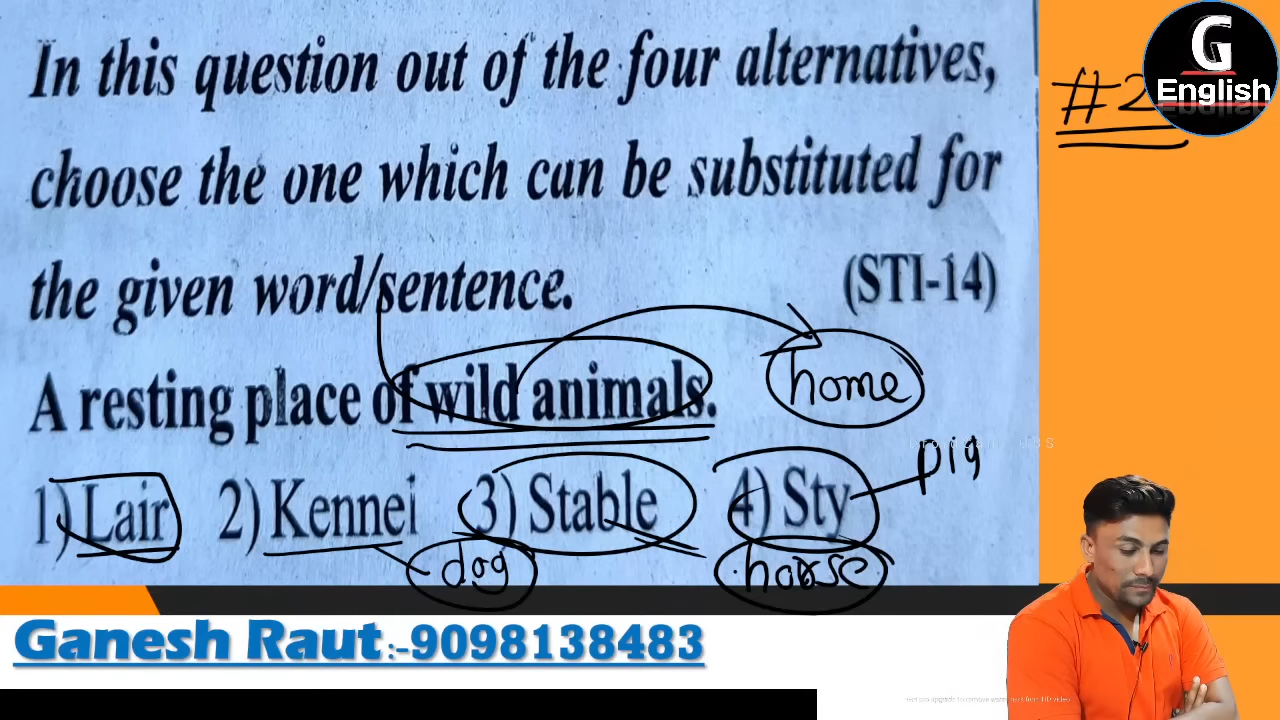 In this question out of the four alternatives,
G
English
#2
choose the one which can be substituted for
the given word/sentence. (STI-14)
A resting place of wild animals.
home
pig
1) Lair 2) Kennei 3) Stable 4) Sty
dog
horse
Ganesh Raut:-9098138483